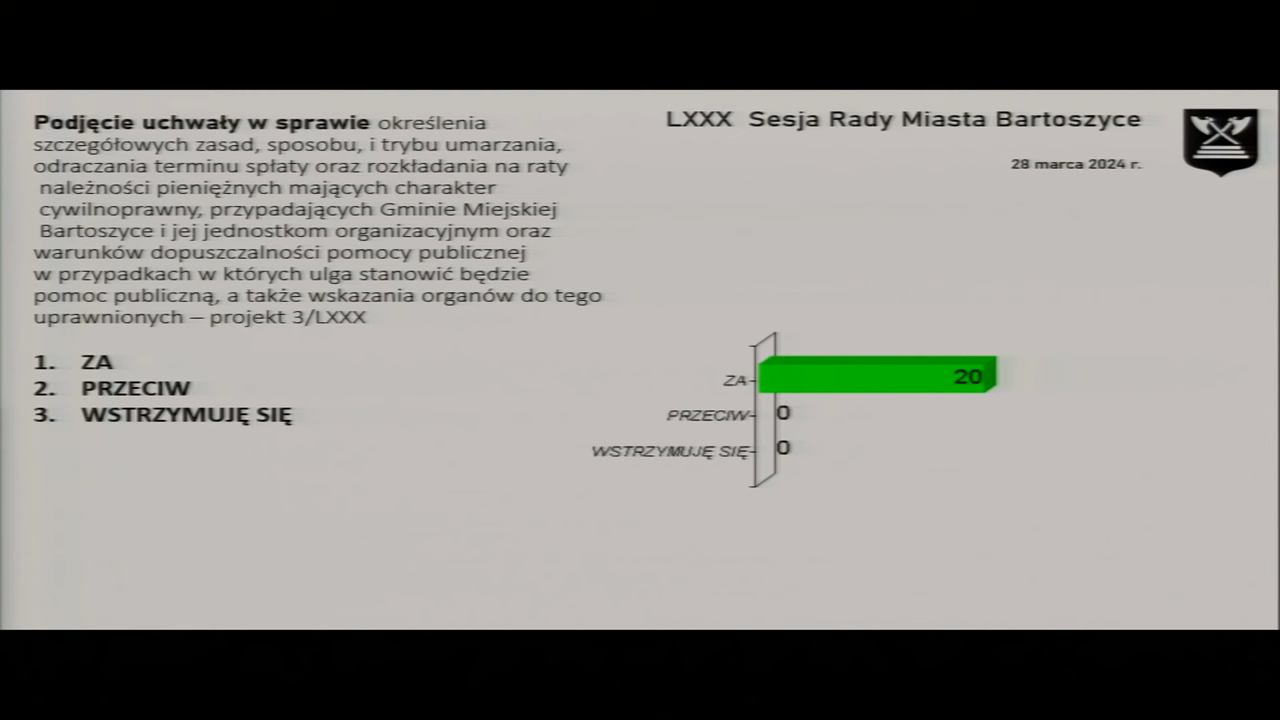 Podjęcie uchwały w sprawie określenia
szczegółowych zasad, sposobu, i trybu umarzania,
odraczania terminu spłaty oraz rozkładania na raty
należności pieniężnych mających charakter
cywilnoprawny, przypadających Gminie Miejskiej
Bartoszyce i jej jednostkom organizacyjnym oraz
warunków dopuszczalności pomocy publicznej
w przypadkach w których ulga stanowić będzie
pomoc publiczną, a także wskazania organów do tego
uprawnionych – projekt 3/LXXX
1. ZA
2. PRZECIW
3. WSTRZYMUJĘ SIĘ
LXXX Sesja Rady Miasta Bartoszyce
28 marca 2024 r.
ZA 20
PRZECIW 0
WSTRZYMUJĘ SIĘ 0